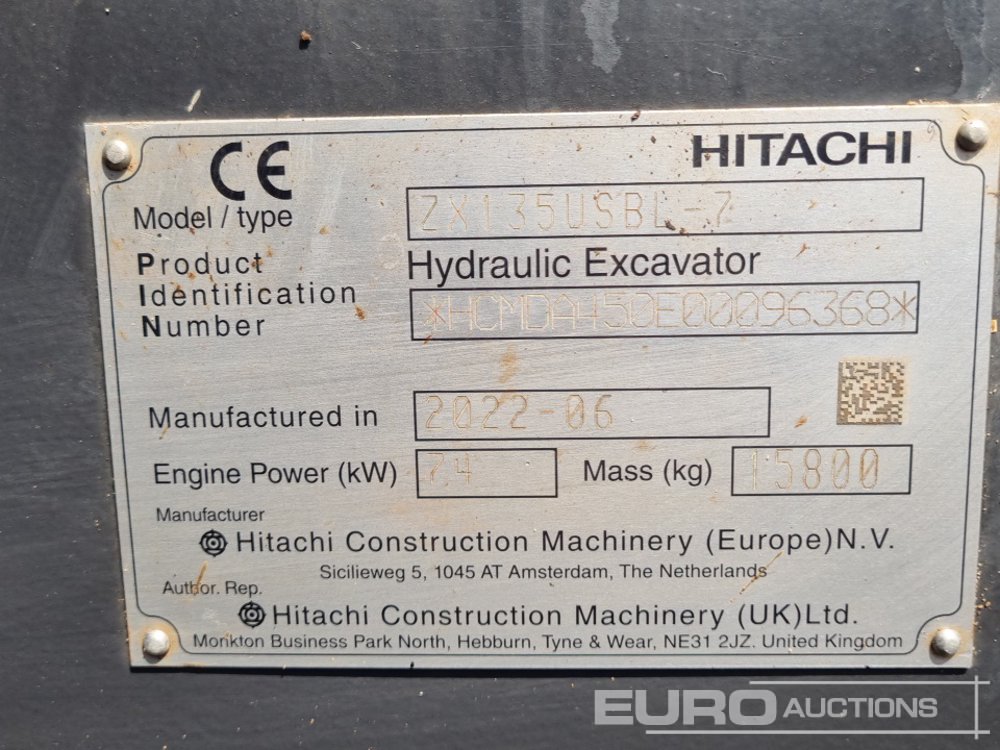 CE
HITACHI
Model / type ZX135USBL-7
Product Hydraulic Excavator
Identification
Number *HCMDA450E00096368*
Manufactured in 2022-06
Engine Power (kW) 74 Mass (kg) 15800
Manufacturer
Hitachi Construction Machinery (Europe)N.V.
Sicilieweg 5, 1045 AT Amsterdam, The Netherlands
Author. Rep.
Hitachi Construction Machinery (UK)Ltd.
Monkton Business Park North, Hebburn, Tyne & Wear, NE31 2JZ. United Kingdom
EURO AUCTIONS